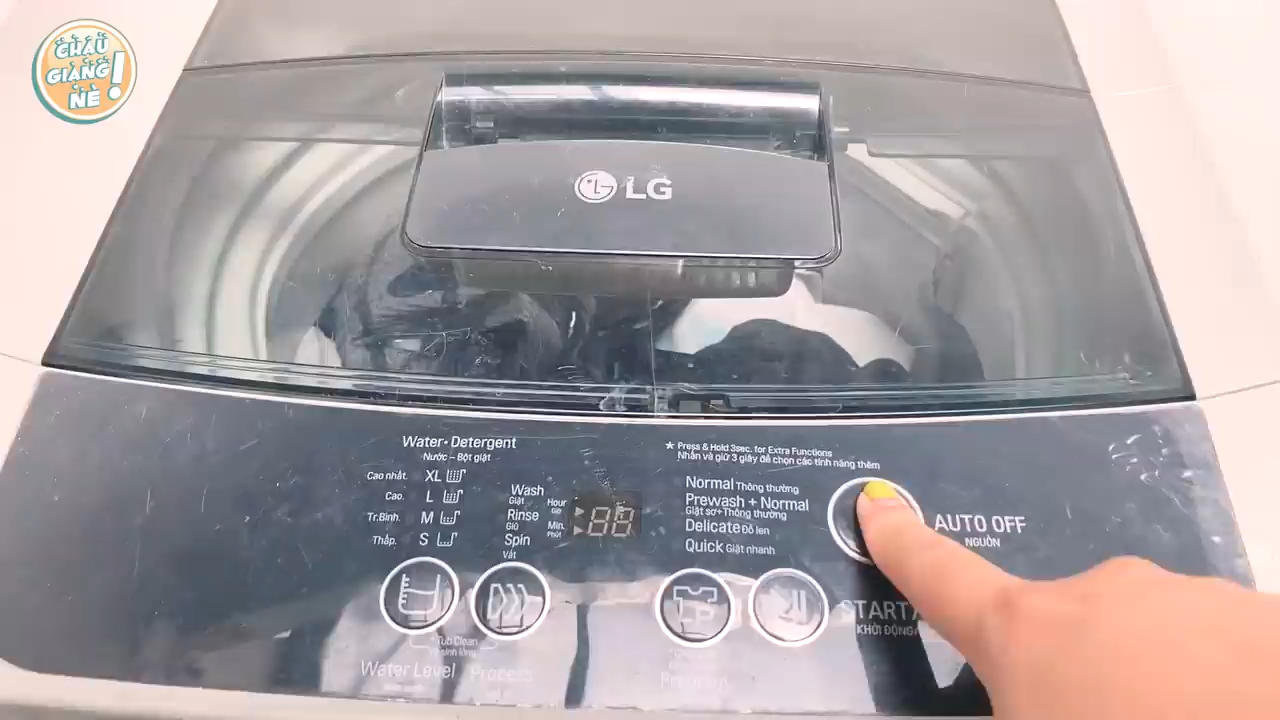 CHÂU
GIANG
NÈ!
LG
Water • Detergent
Nước – Bột giặt
Cao nhất. XL
Cao. L
Tr.Bình. M
Thấp. S
Wash
Giặt
Rinse
Giũ
Spin
Vắt
Hour
Giờ
Min.
Phút
88
★ Press & Hold 3sec. for Extra Functions
Nhấn và giữ 3 giây để chọn các tính năng thêm
Normal Thông thường
Prewash + Normal
Giặt sơ+Thông thường
Delicate Đồ len
Quick Giặt nhanh
AUTO OFF
NGUỒN
START
KHỞI ĐỘNG
*Tub Clean
Water Level
Process